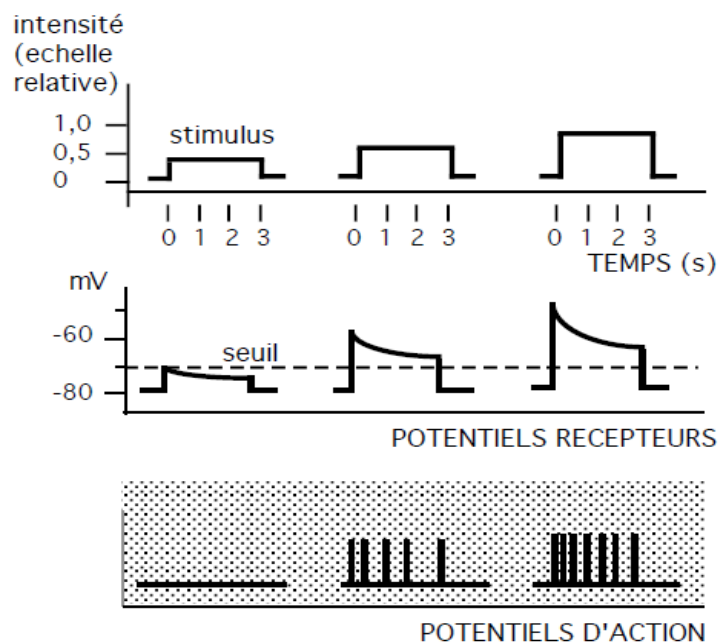 intensité
(echelle
relative)
1,0
0,5
0
stimulus
0 1 2 3 0 1 2 3 0 1 2 3
TEMPS (s)
mV
-60
-80
seuil
POTENTIELS RECEPTEURS
POTENTIELS D'ACTION